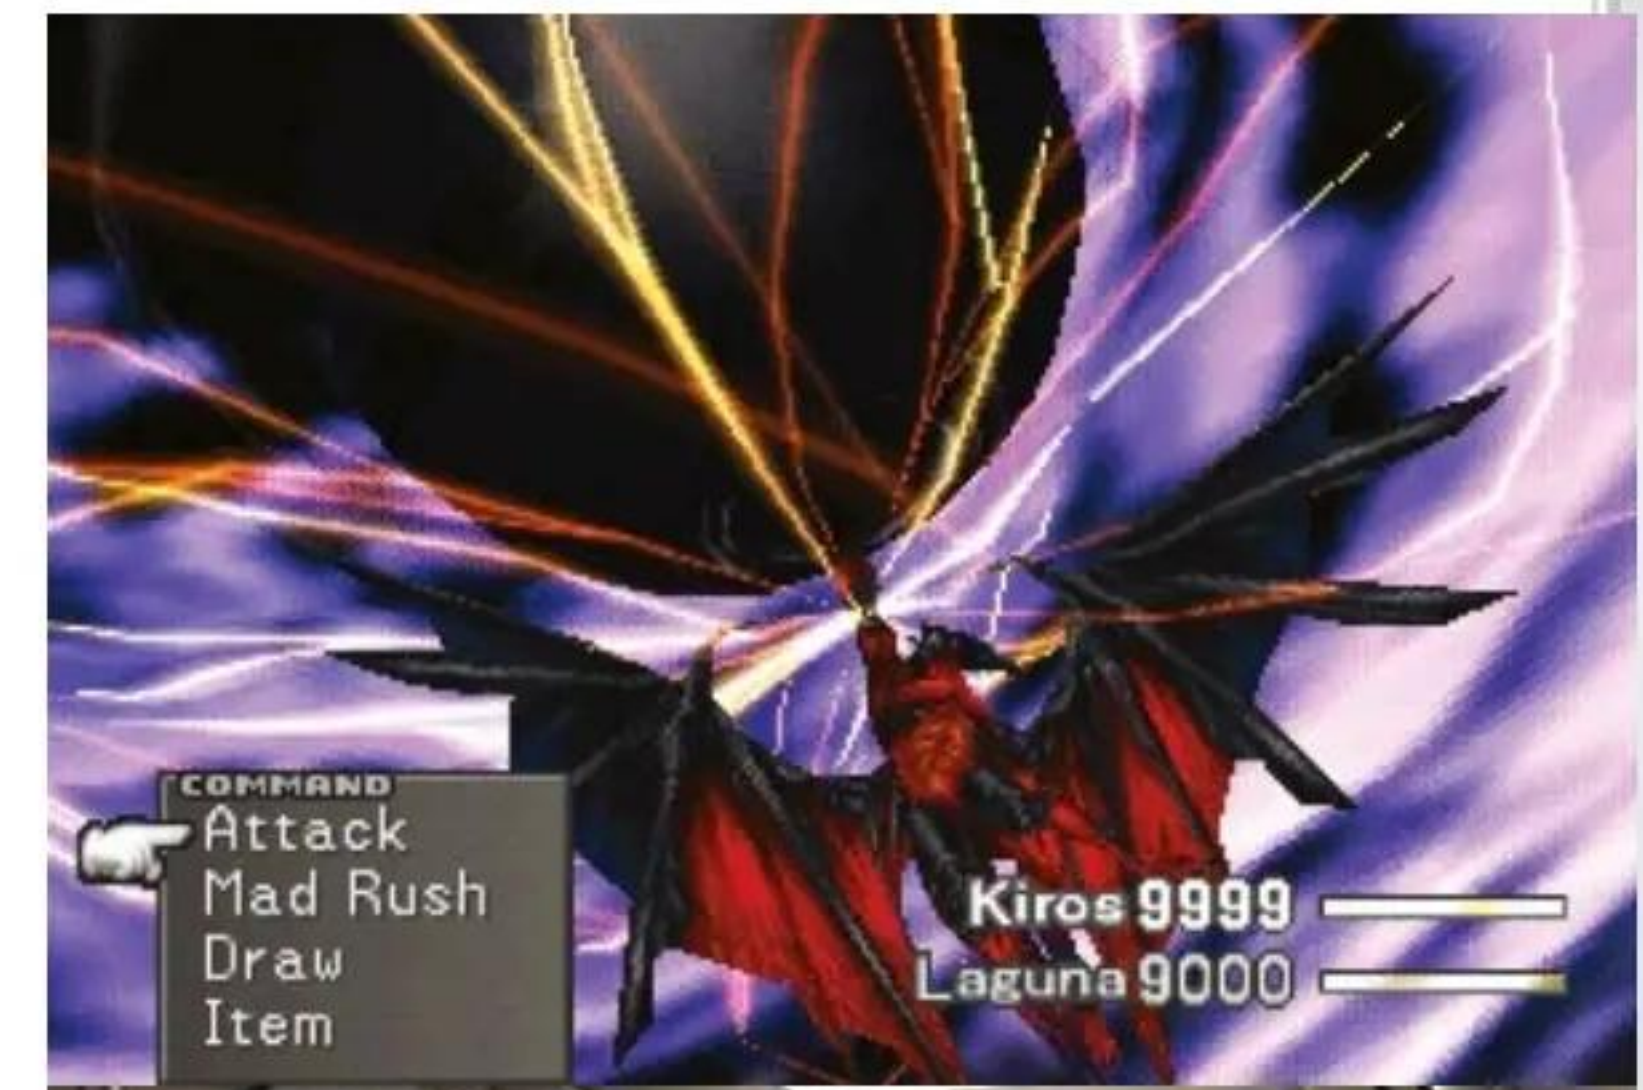 COMMAND
Attack
Mad Rush
Draw
Item
Kiros 9999
Laguna 9000